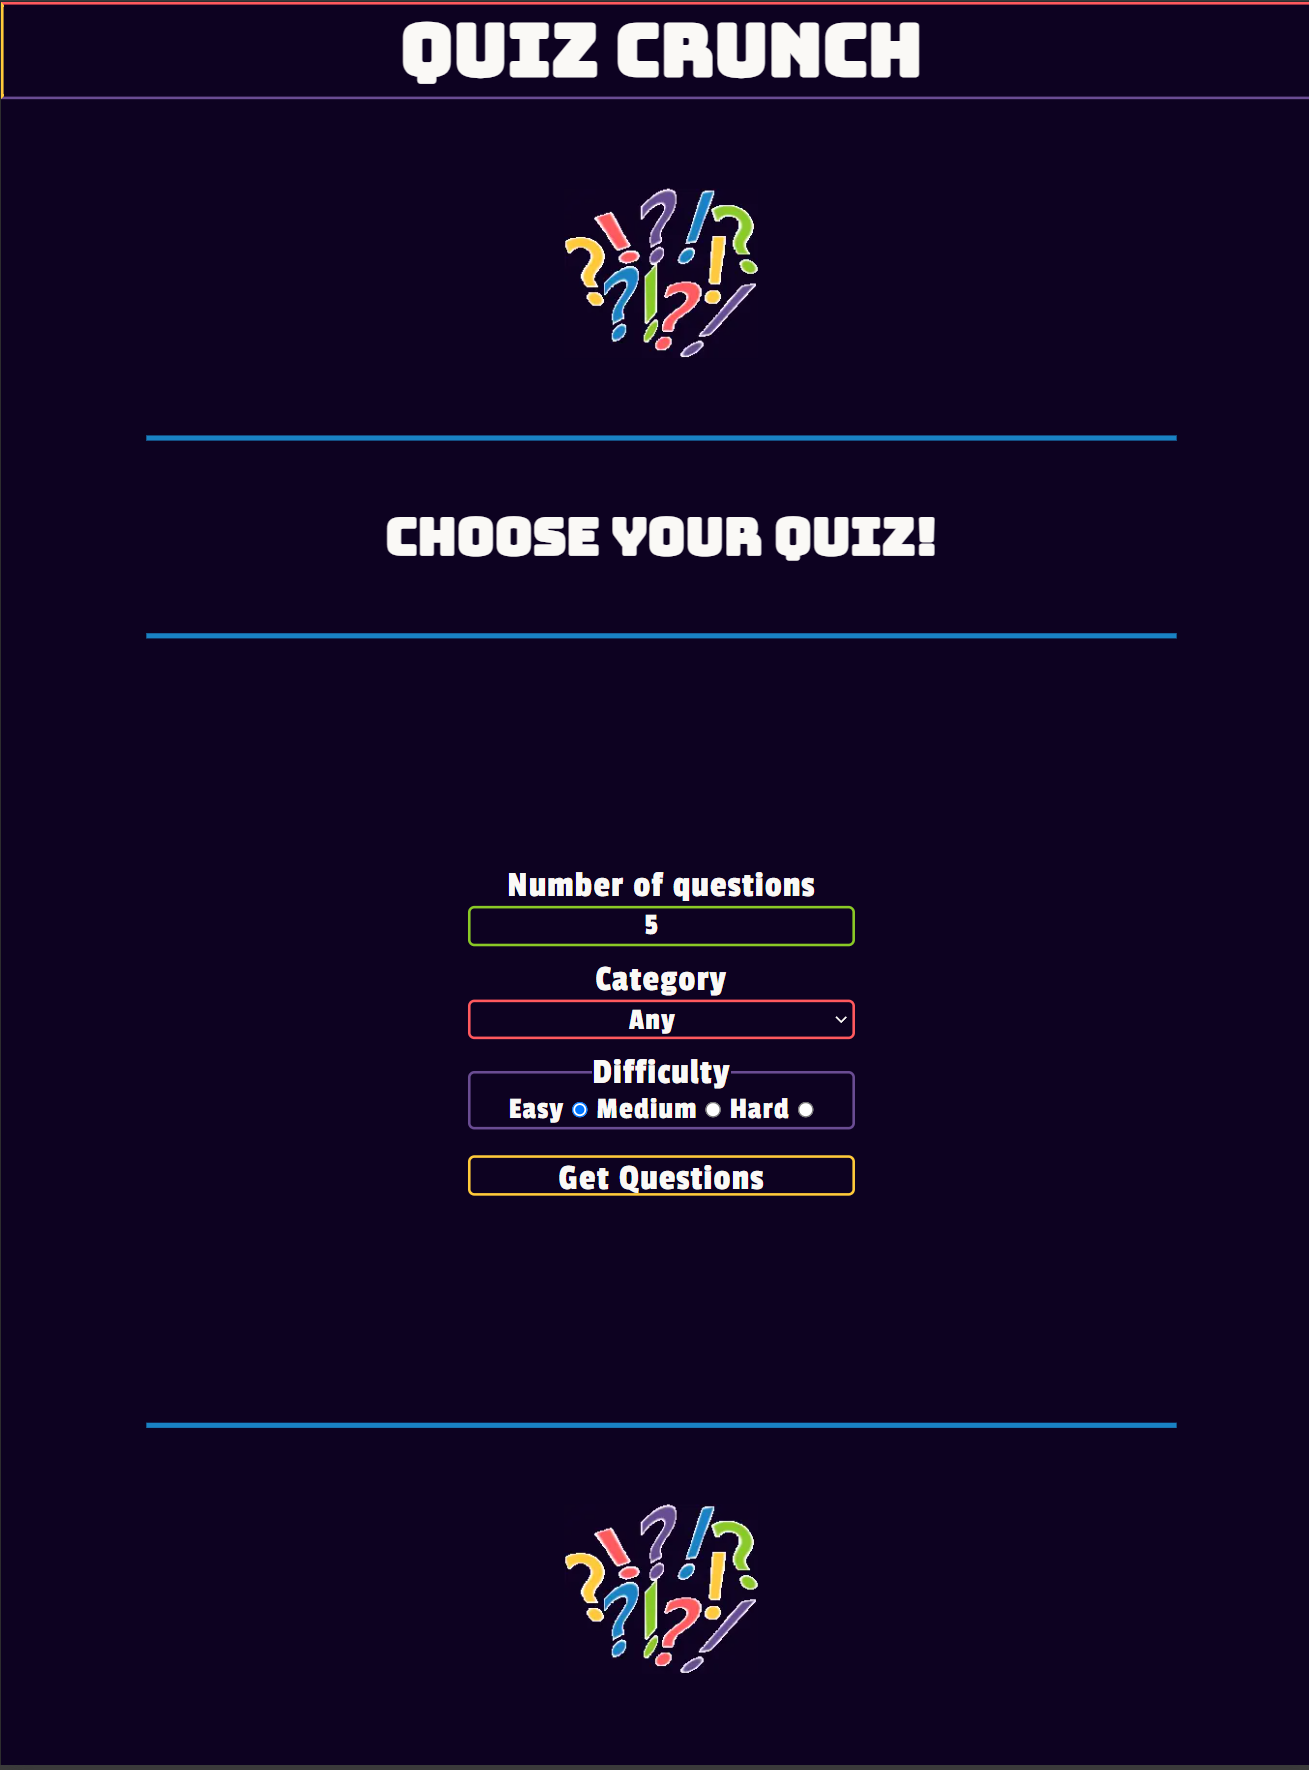 QUIZ CRUNCH
CHOOSE YOUR QUIZ!
Number of questions
5
Category
Any
Difficulty
Easy Medium Hard
Get Questions